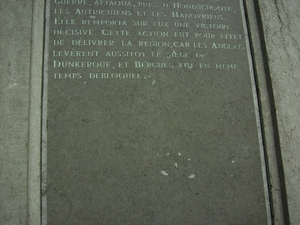 GUERRE, ATTAQUA, PRES D'HONDSCHOOTE,
LES AUTRICHIENS ET LES HANOVRIENS.
ELLE REMPORTA SUR EUX UNE VICTOIRE
DECISIVE. CETTE ACTION EUT POUR EFFET
DE DELIVRER LA REGION, CAR LES ANGLAIS
LEVERENT AUSSITOT LE SIEGE DE
DUNKERQUE, ET BERGUES FUT EN MEME
TEMPS DEBLOQUEE.